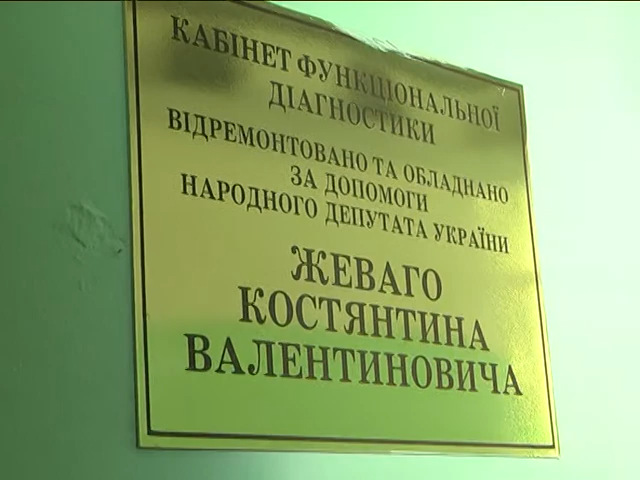 КАБІНЕТ ФУНКЦІОНАЛЬНОЇ
ДІАГНОСТИКИ
ВІДРЕМОНТОВАНО ТА ОБЛАДНАНО
ЗА ДОПОМОГИ
НАРОДНОГО ДЕПУТАТА УКРАЇНИ
ЖЕВАГО
КОСТЯНТИНА
ВАЛЕНТИНОВИЧА